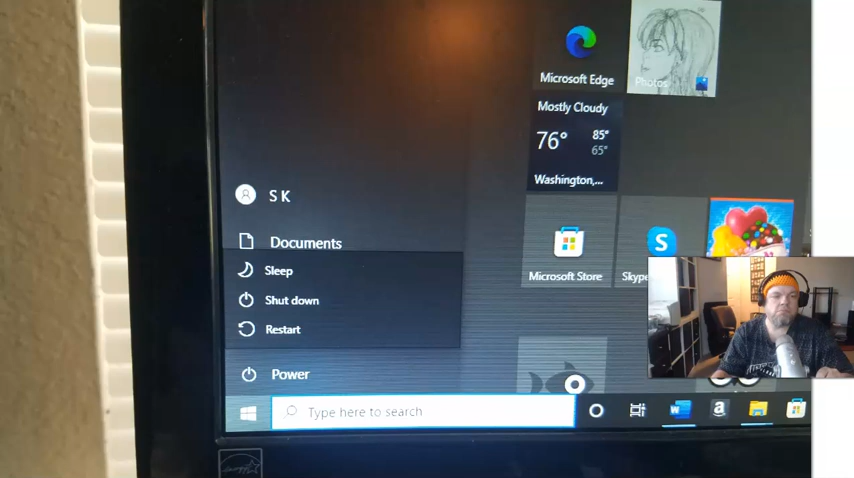 Microsoft Edge
Photos
Mostly Cloudy
76°
85°
65°
Washington,...
S K
Documents
Sleep
Shut down
Restart
Power
Microsoft Store
Skype
Type here to search